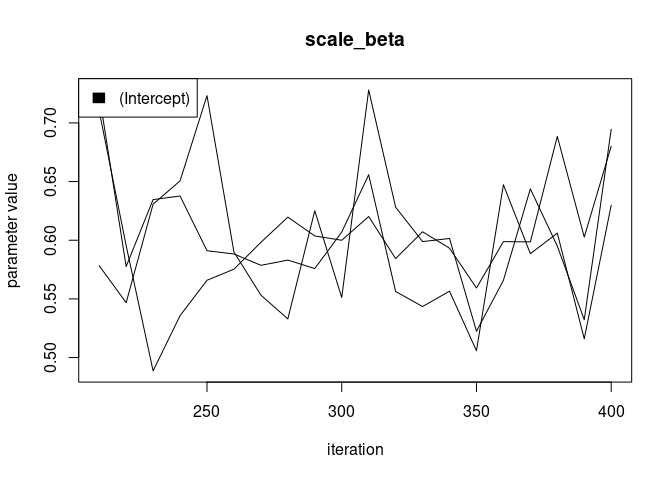 scale_beta
(Intercept)
parameter value
0.70
0.65
0.60
0.55
0.50
250 300 350 400
iteration